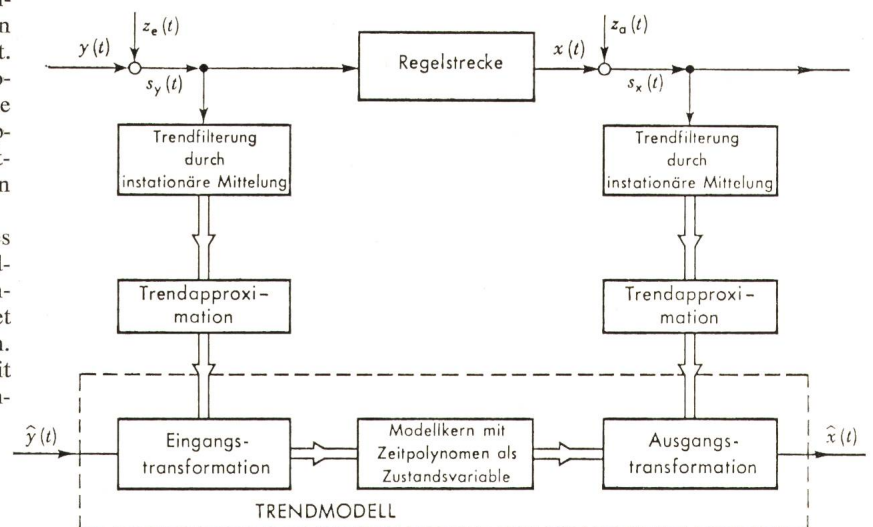 z_e(t)
z_a(t)
y(t)
s_y(t)
Regelstrecke
x(t)
s_x(t)
Trendfilterung
durch
instationäre Mittelung
Trendfilterung
durch
instationäre Mittelung
Trendapproxi-
mation
Trendapproxi-
mation
ŷ(t)
Eingangs-
transformation
Modellkern mit
Zeitpolynomen als
Zustandsvariable
Ausgangs-
transformation
x̂(t)
TRENDMODELL